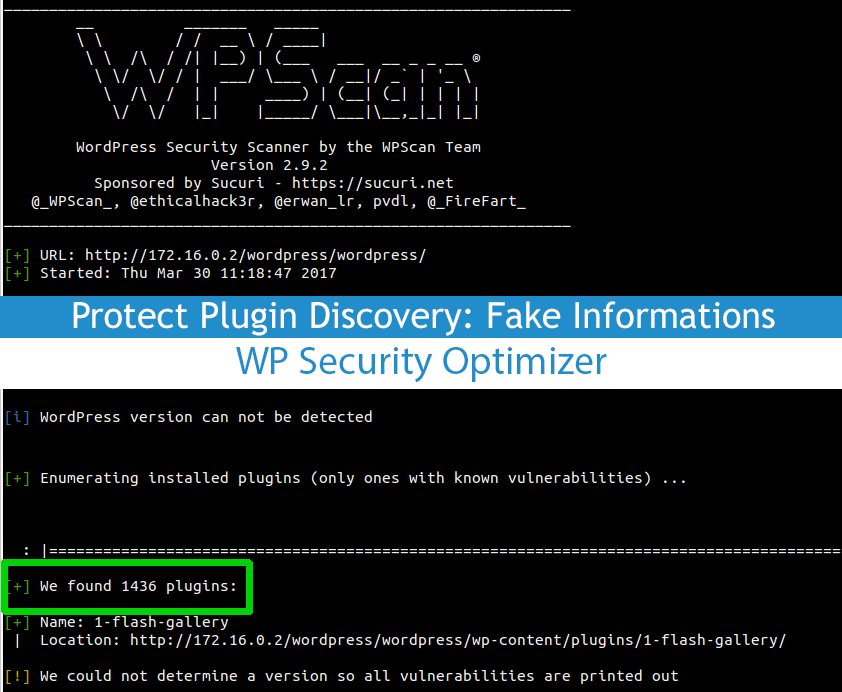 WPScan ®
WordPress Security Scanner by the WPScan Team
Version 2.9.2
Sponsored by Sucuri - https://sucuri.net
@_WPScan_, @ethicalhack3r, @erwan_lr, pvdl, @_FireFart_
[+] URL: http://172.16.0.2/wordpress/wordpress/
[+] Started: Thu Mar 30 11:18:47 2017
Protect Plugin Discovery: Fake Informations
WP Security Optimizer
[i] WordPress version can not be detected
[+] Enumerating installed plugins (only ones with known vulnerabilities) ...
: |========================================================================================
[+] We found 1436 plugins:
[+] Name: 1-flash-gallery
| Location: http://172.16.0.2/wordpress/wordpress/wp-content/plugins/1-flash-gallery/
[!] We could not determine a version so all vulnerabilities are printed out